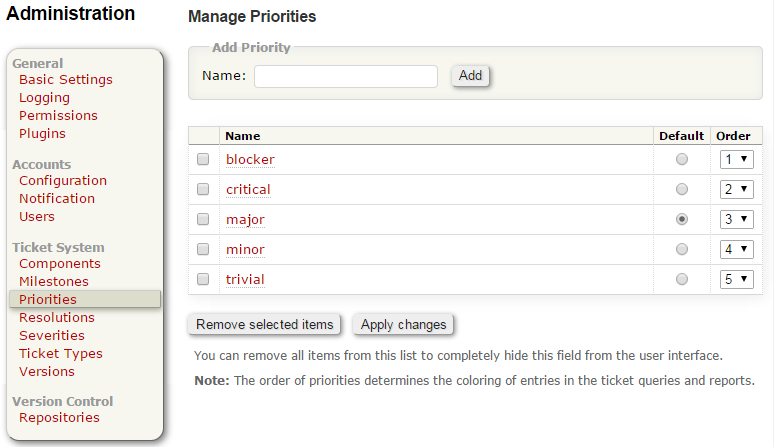 Administration
General
Basic Settings
Logging
Permissions
Plugins
Accounts
Configuration
Notification
Users
Ticket System
Components
Milestones
Priorities
Resolutions
Severities
Ticket Types
Versions
Version Control
Repositories
Manage Priorities
Add Priority
Name: Add
Name Default Order
blocker 1
critical 2
major 3
minor 4
trivial 5
Remove selected items Apply changes
You can remove all items from this list to completely hide this field from the user interface.
Note: The order of priorities determines the coloring of entries in the ticket queries and reports.